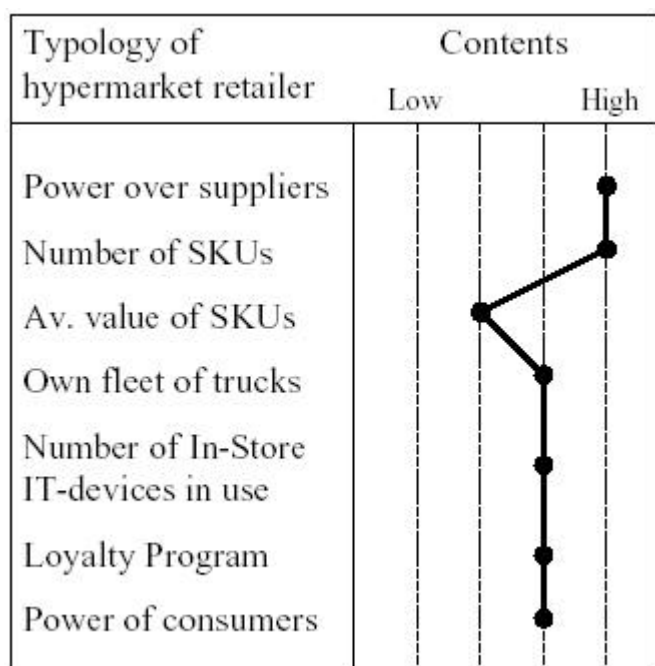 Typology of
hypermarket retailer
Contents
Low High
Power over suppliers
Number of SKUs
Av. value of SKUs
Own fleet of trucks
Number of In-Store
IT-devices in use
Loyalty Program
Power of consumers